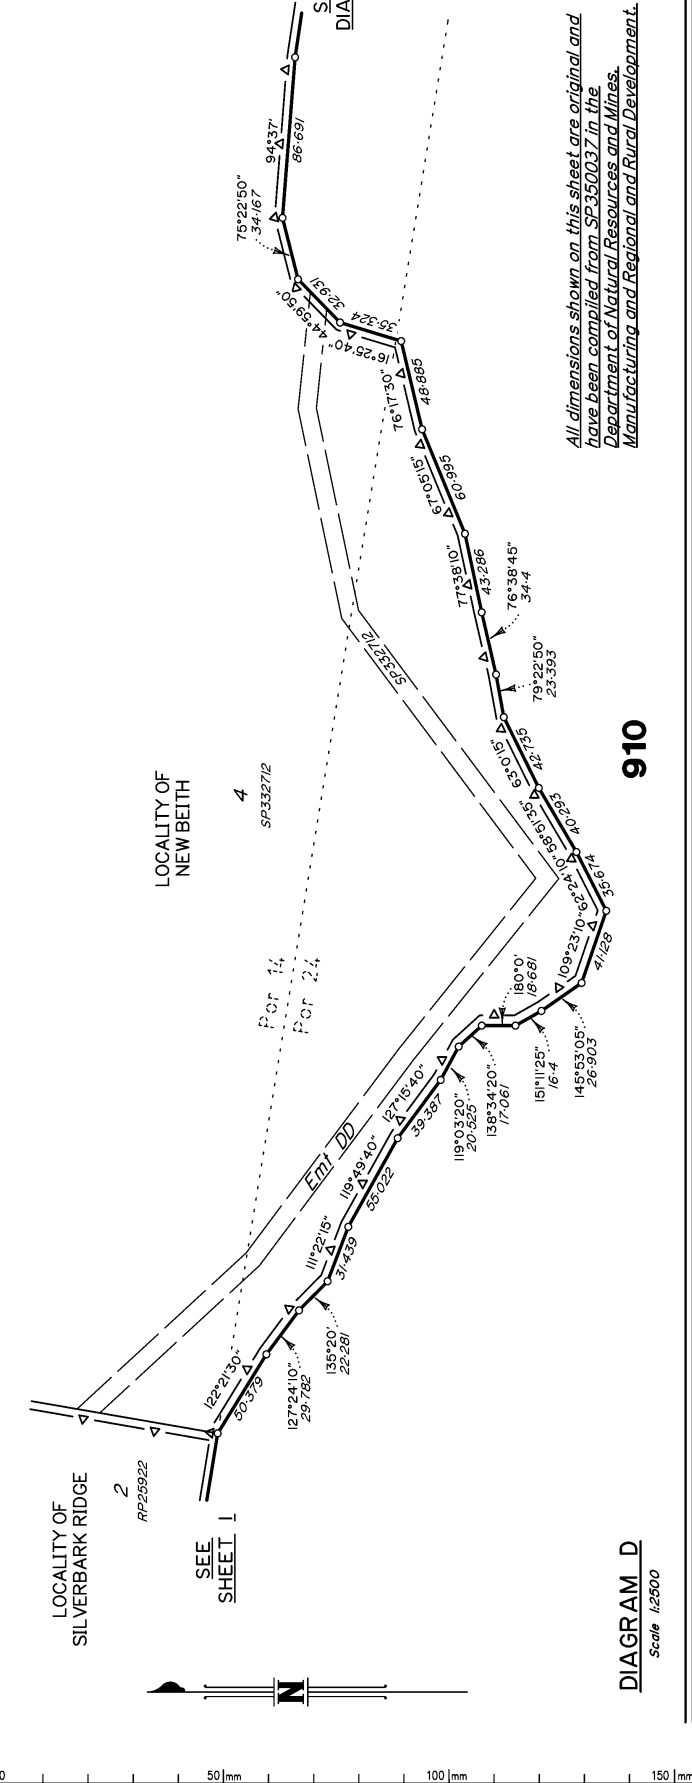 LOCALITY OF
SILVERBARK RIDGE
2
RP25922
SEE
SHEET 1
DIAGRAM D
Scale 1:2500
N
122°21'30"
50·379
127°24'10"
29·782
135°20'
22·281
111°22'15"
31·439
119°49'40"
55·022
127°15'40"
39·387
119°03'20"
20·525
138°34'20"
17·061
180°0'
18·681
151°11'25"
16·4
145°53'05"
26·903
109°23'10"
41·128
62°24'10"
35·674
58°51'35"
40·293
63°0'15"
42·735
79°22'50"
23·393
76°38'45"
34·4
77°38'10"
43·286
67°05'15"
60·995
76°17'30"
48·885
16°25'40"
35·324
44°59'50"
32·931
75°22'50"
34·167
94°37'
86·691
Emt DD
Por 14
Por 24
LOCALITY OF
NEW BEITH
4
SP332712
SP332712
910
All dimensions shown on this sheet are original and
have been compiled from SP350037 in the
Department of Natural Resources and Mines,
Manufacturing and Regional and Rural Development.
S
DIA
0
50 mm
100 mm
150 mm